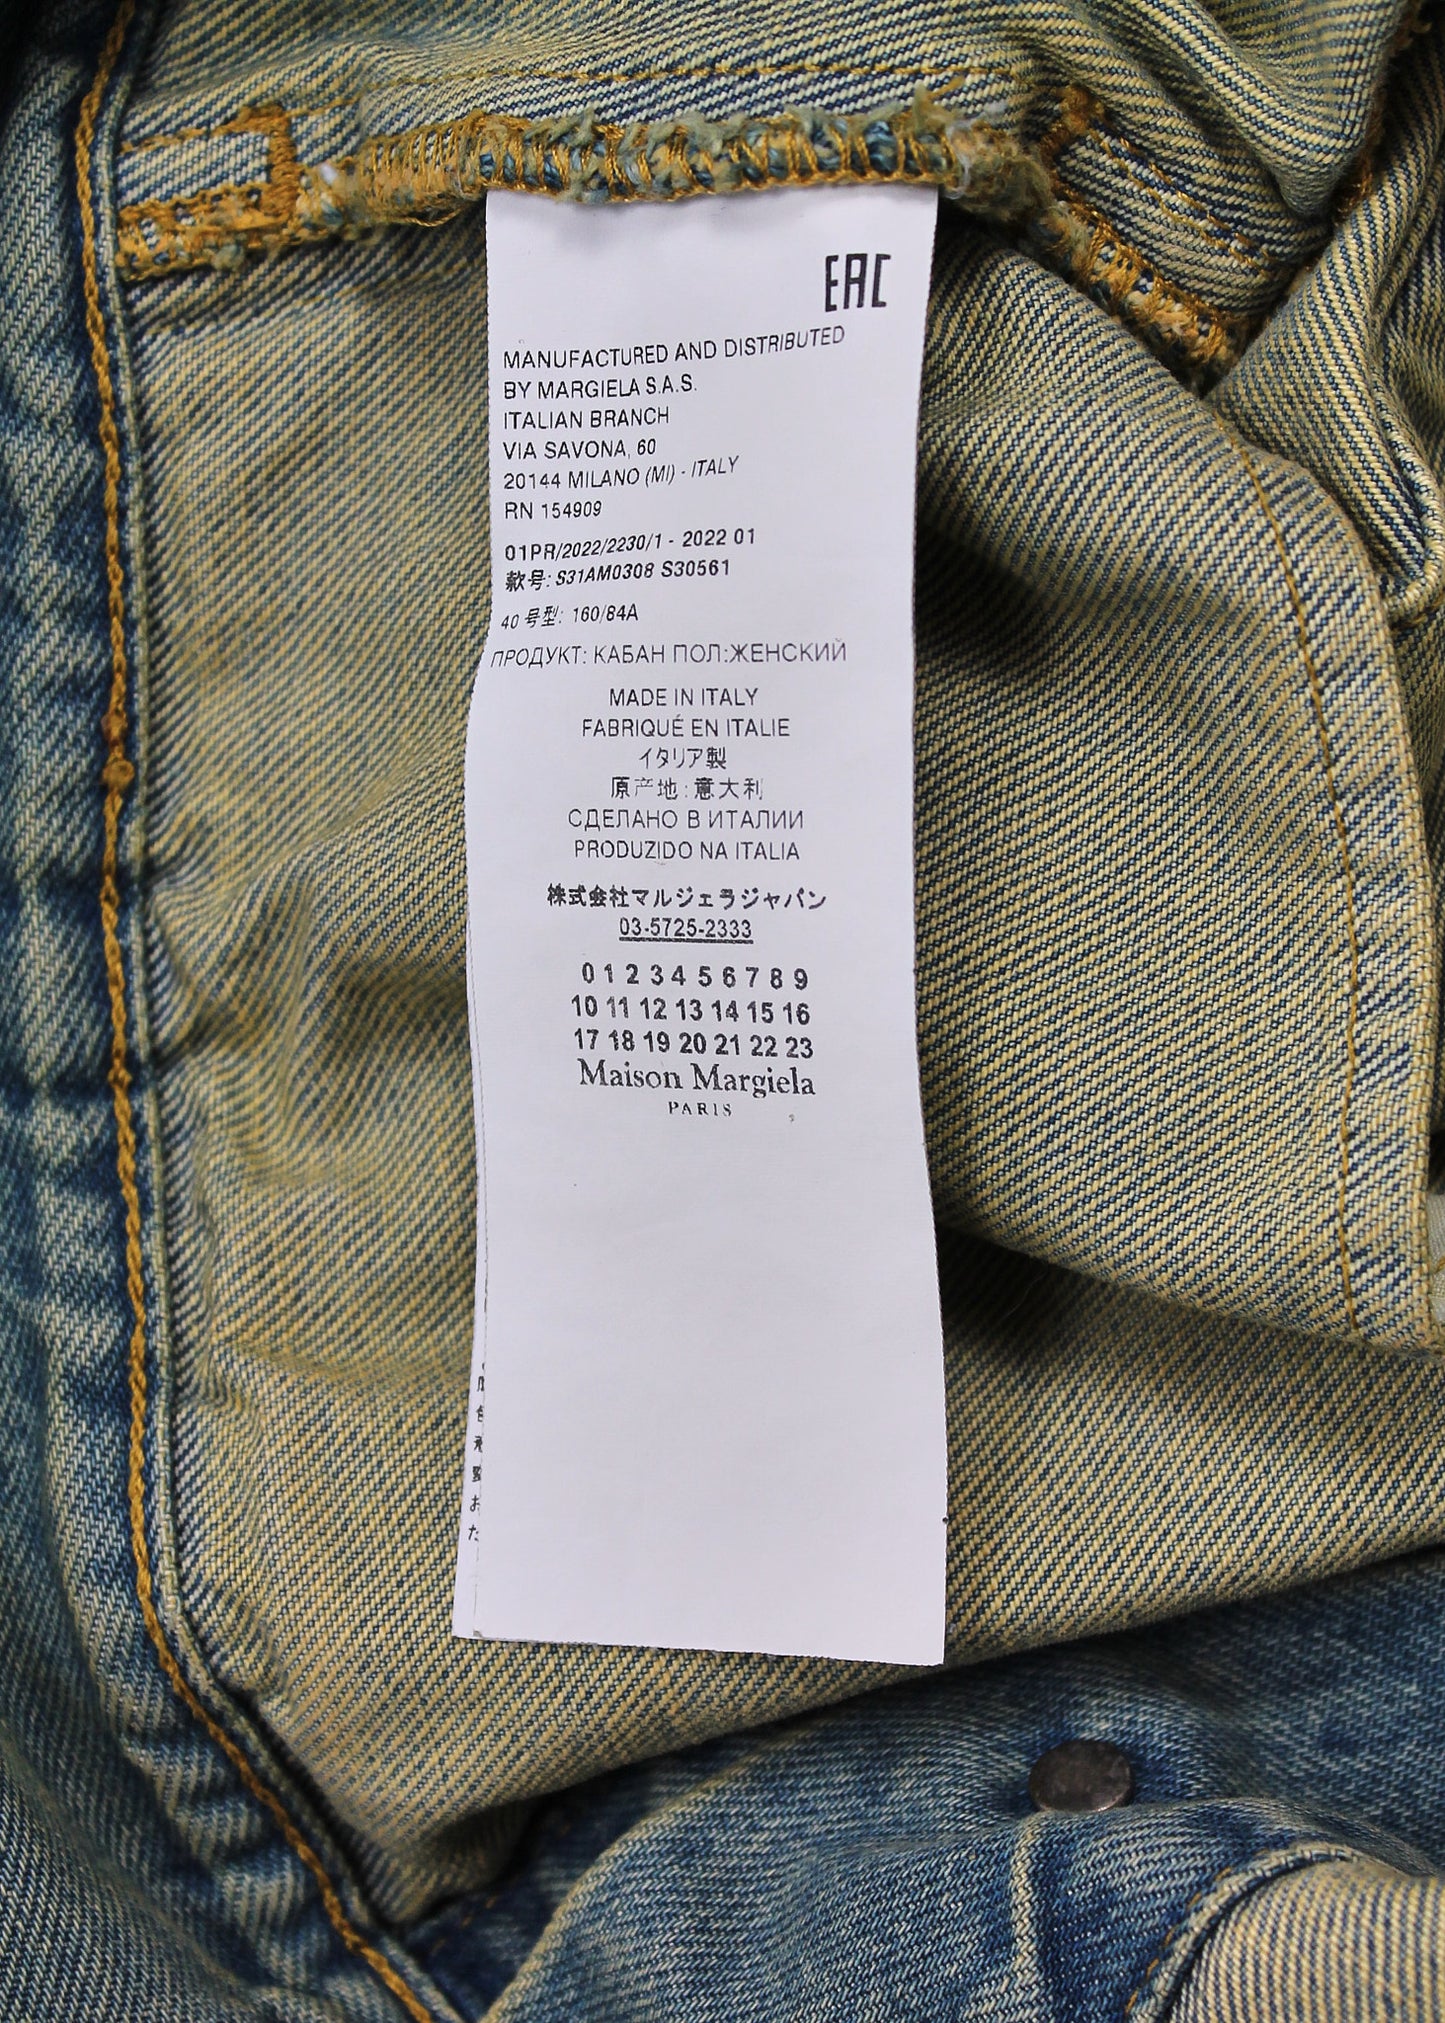 EAC
MANUFACTURED AND DISTRIBUTED
BY MARGIELA S.A.S.
ITALIAN BRANCH
VIA SAVONA, 60
20144 MILANO (MI) - ITALY
RN 154909
01PR/2022/2230/1 - 2022 01
款号: S31AM0308 S30561
40 号型: 160/84A
ПРОДУКТ: КАБАН ПОЛ:ЖЕНСКИЙ
MADE IN ITALY
FABRIQUÉ EN ITALIE
イタリア製
原产地:意大利
СДЕЛАНО В ИТАЛИИ
PRODUZIDO NA ITALIA
株式会社マルジェラジャパン
03-5725-2333
0 1 2 3 4 5 6 7 8 9
10 11 12 13 14 15 16
17 18 19 20 21 22 23
Maison Margiela
PARIS